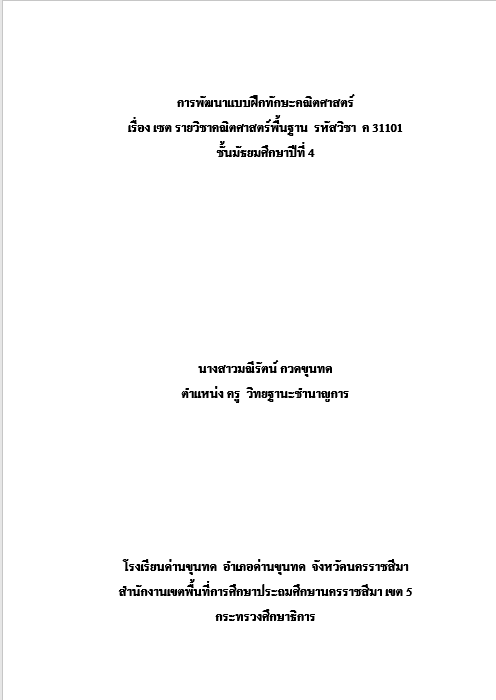 การพัฒนาแบบฝึกทักษะคณิตศาสตร์
เรื่อง เซต รายวิชาคณิตศาสตร์พื้นฐาน รหัสวิชา ค 31101
ชั้นมัธยมศึกษาปีที่ 4
นางสาวมณีรัตน์ กวดขุนทด
ตำแหน่ง ครู วิทยฐานะชำนาญการ
โรงเรียนด่านขุนทด อำเภอด่านขุนทด จังหวัดนครราชสีมา
สำนักงานเขตพื้นที่การศึกษาประถมศึกษานครราชสีมา เขต 5
กระทรวงศึกษาธิการ